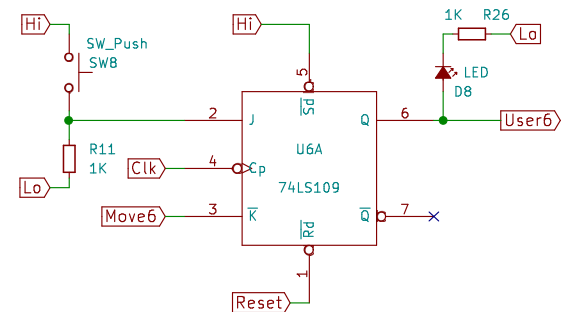 Hi
Hi
1K R26
Lo
SW_Push
SW8
5
LED
D8
Sd
2
J
Q
6
User6
R11
1K
U6A
Clk
4
Cp
74LS109
Lo
Move6
3
K
Q
7
Rd
1
Reset